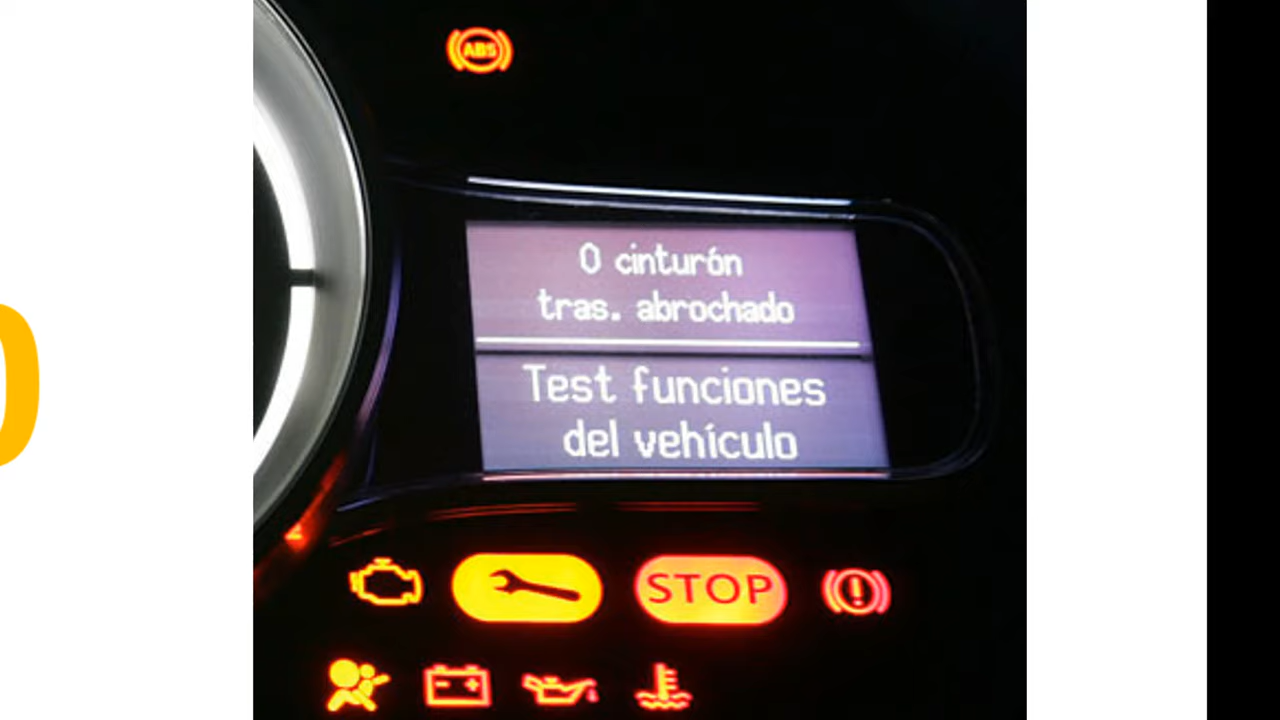 ABS
0 cinturón
tras. abrochado
Test funciones
del vehículo
STOP